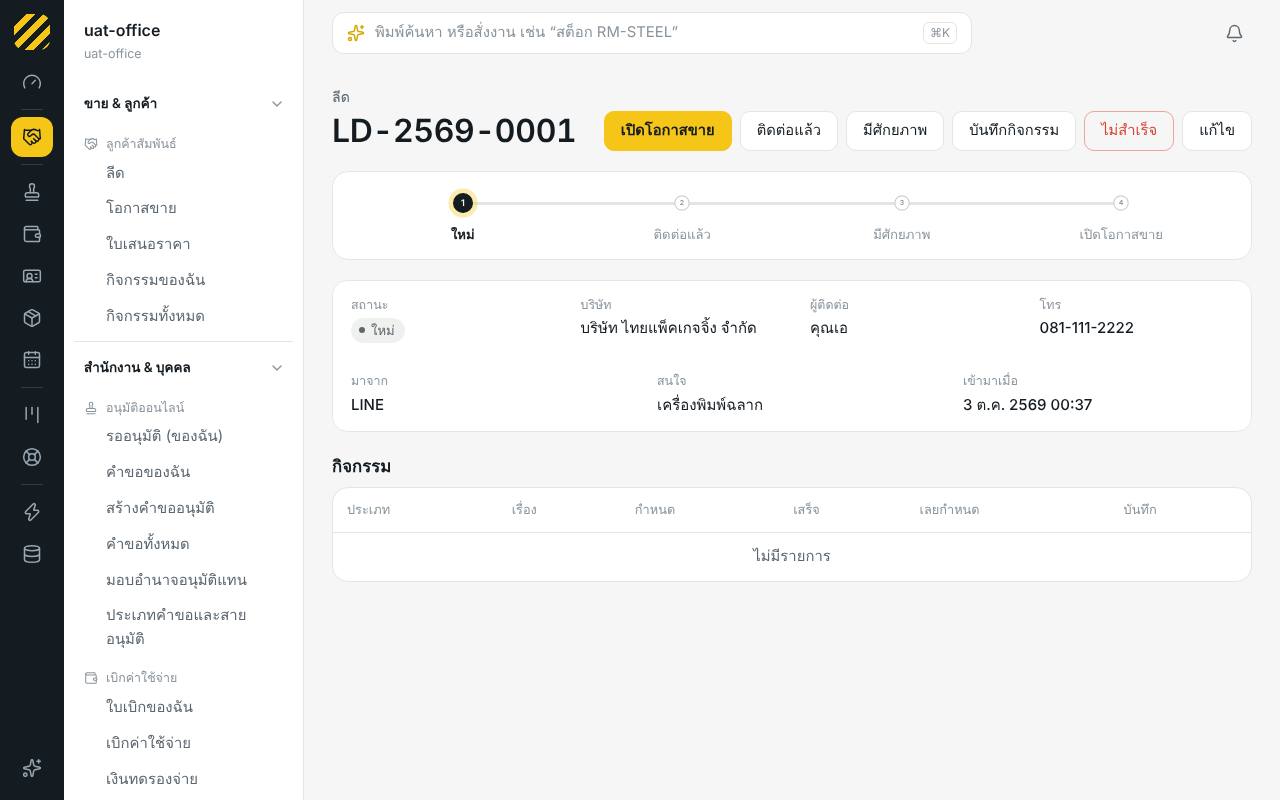 uat-office
uat-office
ขาย & ลูกค้า
ลูกค้าสัมพันธ์
ลีด
โอกาสขาย
ใบเสนอราคา
กิจกรรมของฉัน
กิจกรรมทั้งหมด
สำนักงาน & บุคคล
อนุมัติออนไลน์
รออนุมัติ (ของฉัน)
คำขอของฉัน
สร้างคำขออนุมัติ
คำขอทั้งหมด
มอบอำนาจอนุมัติแทน
ประเภทคำขอและสาย
อนุมัติ
เบิกค่าใช้จ่าย
ใบเบิกของฉัน
เบิกค่าใช้จ่าย
เงินทดรองจ่าย
พิมพ์ค้นหา หรือสั่งงาน เช่น “สต็อก RM-STEEL” ⌘K
ลีด
LD-2569-0001 เปิดโอกาสขาย ติดต่อแล้ว มีศักยภาพ บันทึกกิจกรรม ไม่สำเร็จ แก้ไข
1 2 3 4
ใหม่ ติดต่อแล้ว มีศักยภาพ เปิดโอกาสขาย
สถานะ บริษัท ผู้ติดต่อ โทร
ใหม่ บริษัท ไทยแพ็คเกจจิ้ง จำกัด คุณเอ 081-111-2222
มาจาก สนใจ เข้ามาเมื่อ
LINE เครื่องพิมพ์ฉลาก 3 ต.ค. 2569 00:37
กิจกรรม
ประเภท เรื่อง กำหนด เสร็จ เลยกำหนด บันทึก
ไม่มีรายการ